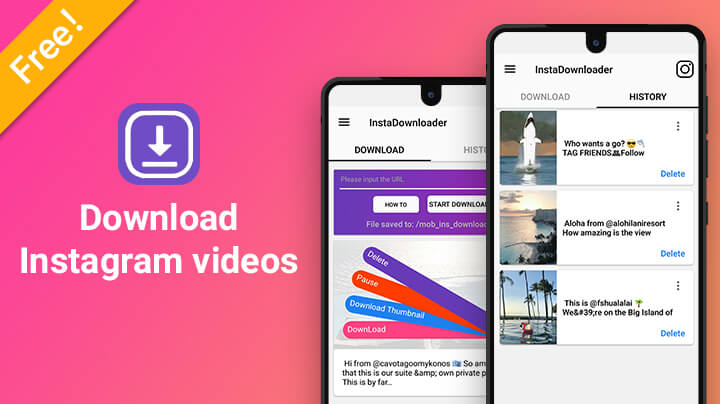 Free!
Download
Instagram videos
InstaDownloader
DOWNLOAD
Please input the URL
HOW TO
START DOWNLOA
File saved to: /mob_ins_downloa
Delete
Pause
Download Thumbnail
DownLoad
Hi from @cavotagoomykonos 🇬🇷 So am
that this is our suite &amp; own private p
This is by far...
InstaDownloader
DOWNLOAD HISTORY
Who wants a go? 😎
TAG FRIENDS👥Follow
Delete
Aloha from @alohilaniresort
How amazing is the view
Delete
This is @fshualalai 🌴
We&#39;re on the Big Island of
Delete